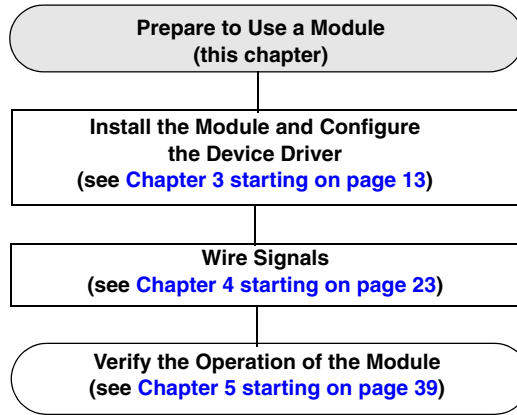 Prepare to Use a Module
(this chapter)
Install the Module and Configure
the Device Driver
(see Chapter 3 starting on page 13)
Wire Signals
(see Chapter 4 starting on page 23)
Verify the Operation of the Module
(see Chapter 5 starting on page 39)